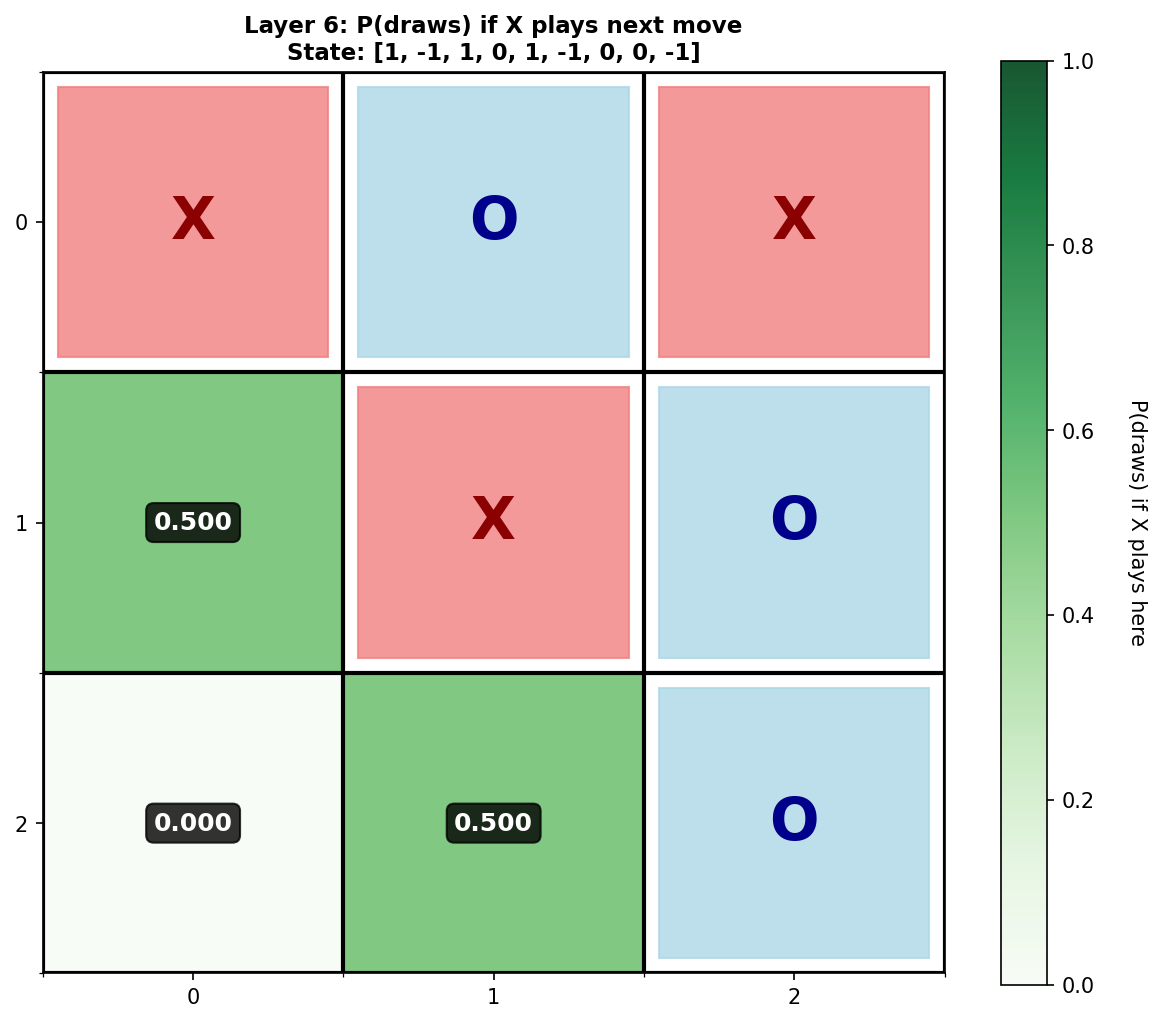 Layer 6: P(draws) if X plays next move
State: [1, -1, 1, 0, 1, -1, 0, 0, -1]
X
O
X
0.500
X
O
0.000
0.500
O
0
1
2
0
1
2
1.0
0.8
0.6
0.4
0.2
0.0
P(draws) if X plays here